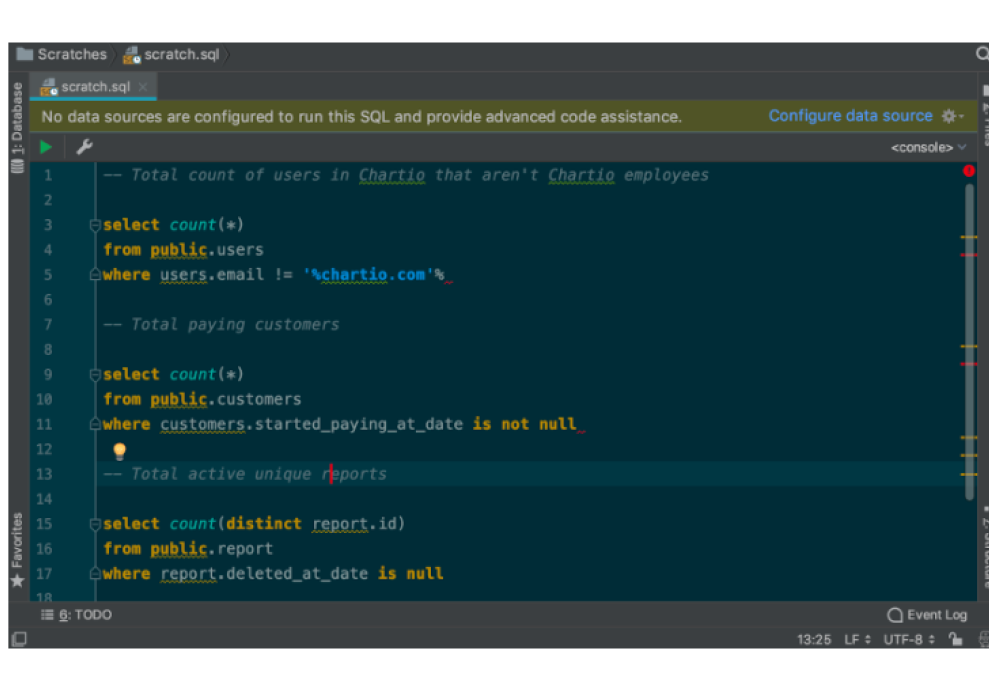 Scratches scratch.sql
scratch.sql
No data sources are configured to run this SQL and provide advanced code assistance. Configure data source
<console>
1: Database
1 -- Total count of users in Chartio that aren't Chartio employees
2
3 select count(*)
4 from public.users
5 where users.email != '%chartio.com'%
6
7 -- Total paying customers
8
9 select count(*)
10 from public.customers
11 where customers.started_paying_at_date is not null
12
13 -- Total active unique reports
14
15 select count(distinct report.id)
16 from public.report
17 where report.deleted_at_date is null
18
Favorites
6: TODO Event Log
13:25 LF UTF-8